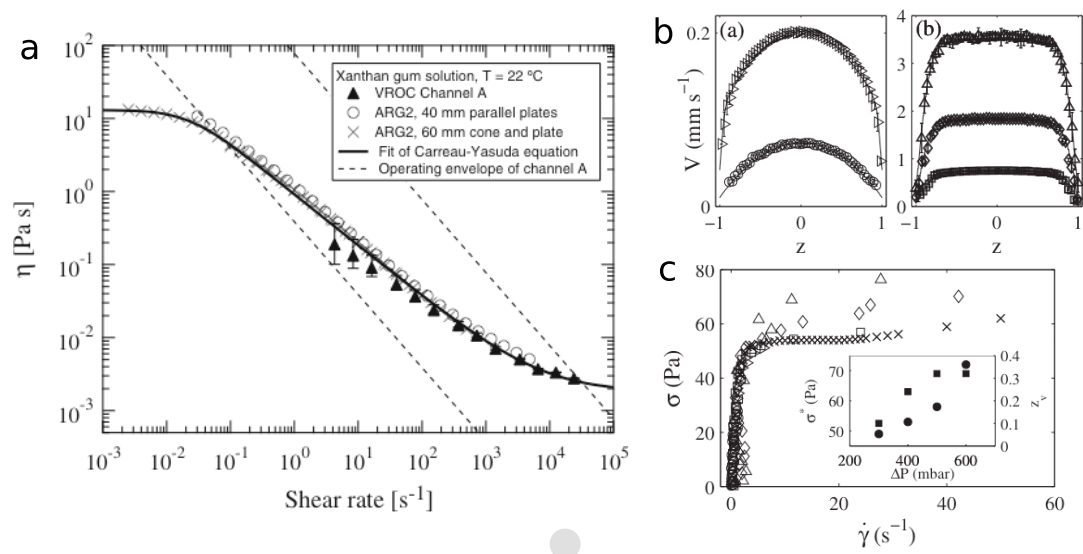 a
10²
10¹
10⁰
10⁻¹
10⁻²
10⁻³
η [Pa s]
Xanthan gum solution, T = 22 ºC
VROC Channel A
ARG2, 40 mm parallel plates
ARG2, 60 mm cone and plate
Fit of Carreau-Yasuda equation
Operating envelope of channel A
10⁻³ 10⁻² 10⁻¹ 10⁰ 10¹ 10² 10³ 10⁴ 10⁵
Shear rate [s⁻¹]
b
(a)
0.2
0
V (mm s⁻¹)
−1 0 1
z
(b)
4
3
2
1
0
−1 0 1
z
c
80
60
40
20
0
σ (Pa)
0 20 40 60
γ̇ (s⁻¹)
70
60
50
σ* (Pa)
0.4
0.3
0.2
0.1
0
zᵥ
200 400 600
ΔP (mbar)